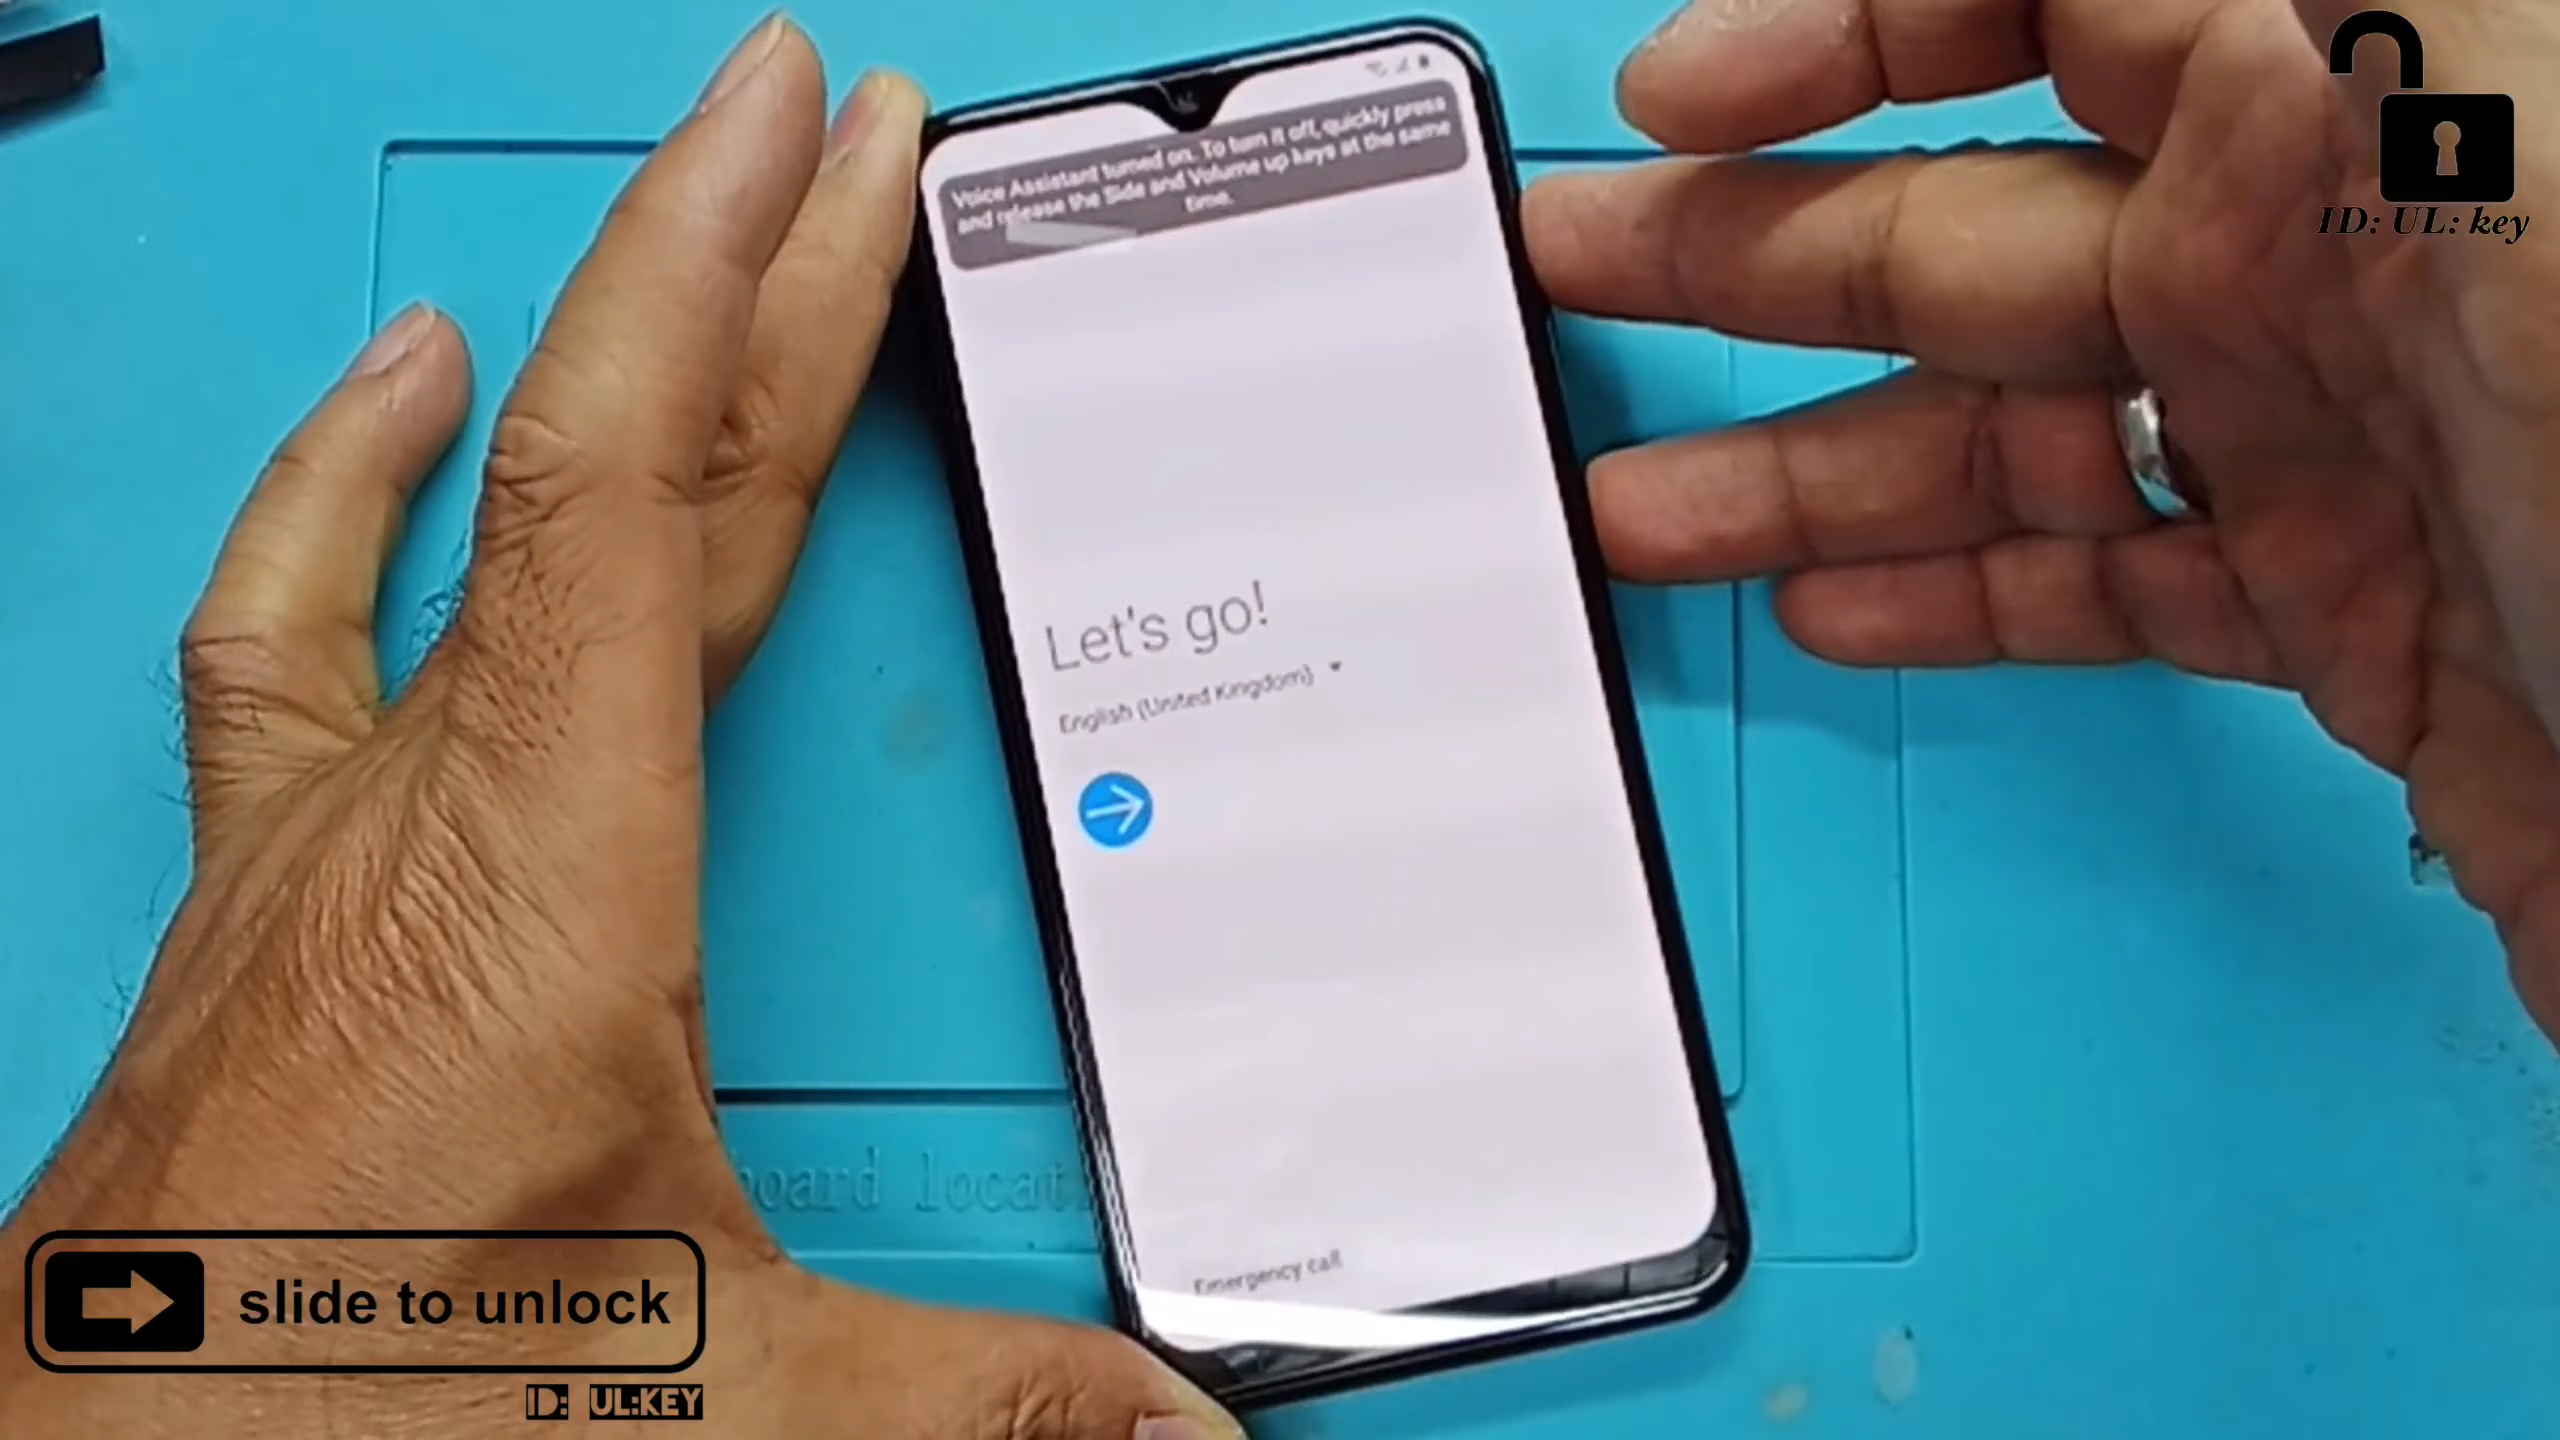 Voice Assistant turned on. To turn it off, quickly press
and release the Side and Volume up keys at the same
time.
ID: UL: key
Let's go!
English (United Kingdom)
board locat
Emergency call
slide to unlock
ID: UL:KEY